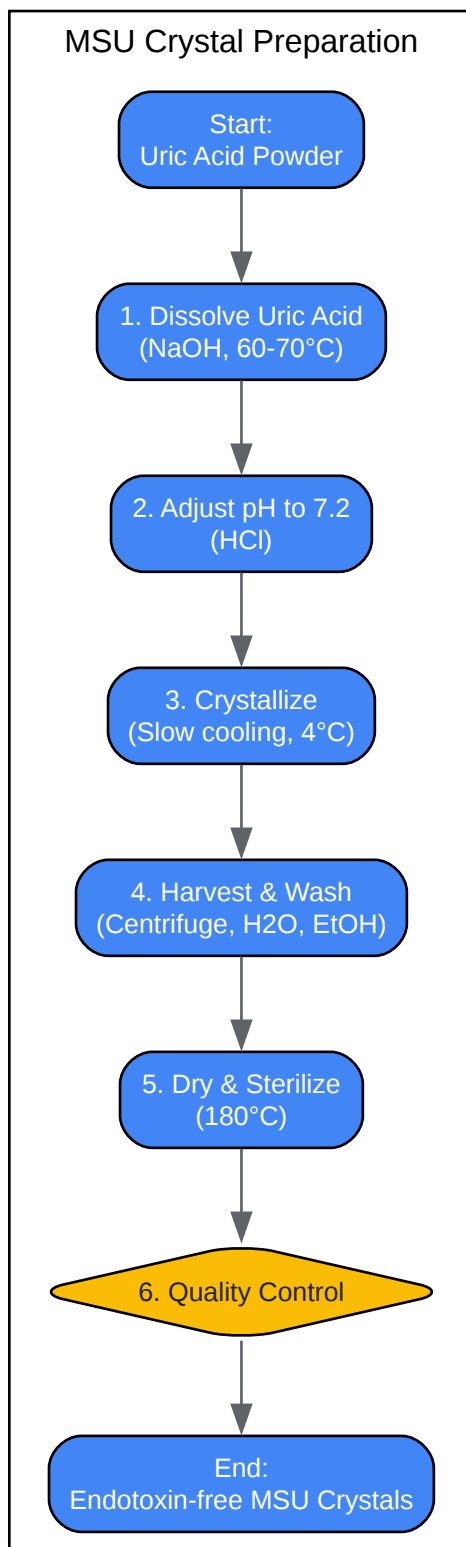 MSU Crystal Preparation
Start:
Uric Acid Powder
1. Dissolve Uric Acid
(NaOH, 60-70°C)
2. Adjust pH to 7.2
(HCl)
3. Crystallize
(Slow cooling, 4°C)
4. Harvest & Wash
(Centrifuge, H2O, EtOH)
5. Dry & Sterilize
(180°C)
6. Quality Control
End:
Endotoxin-free MSU Crystals